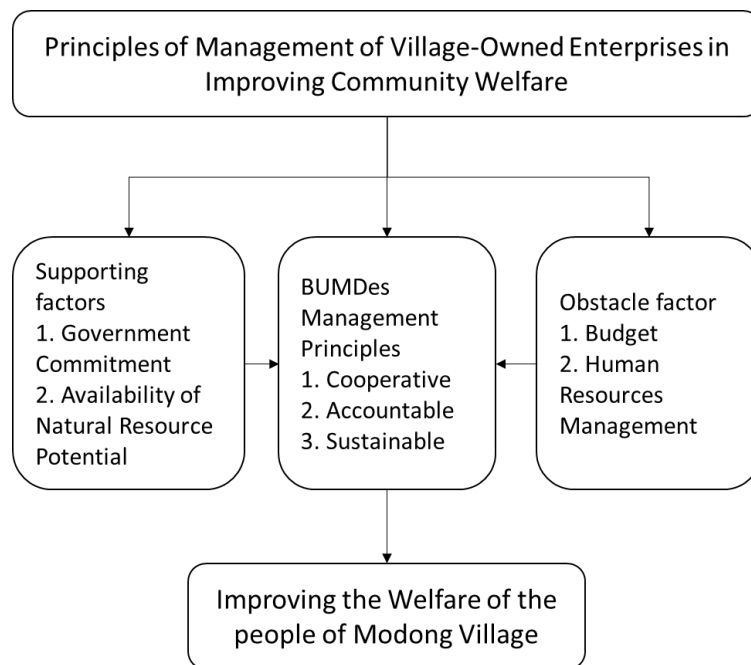 Principles of Management of Village-Owned Enterprises in
Improving Community Welfare
Supporting
factors
1. Government
Commitment
2. Availability of
Natural Resource
Potential
BUMDes
Management
Principles
1. Cooperative
2. Accountable
3. Sustainable
Obstacle factor
1. Budget
2. Human
Resources
Management
Improving the Welfare of the
people of Modong Village